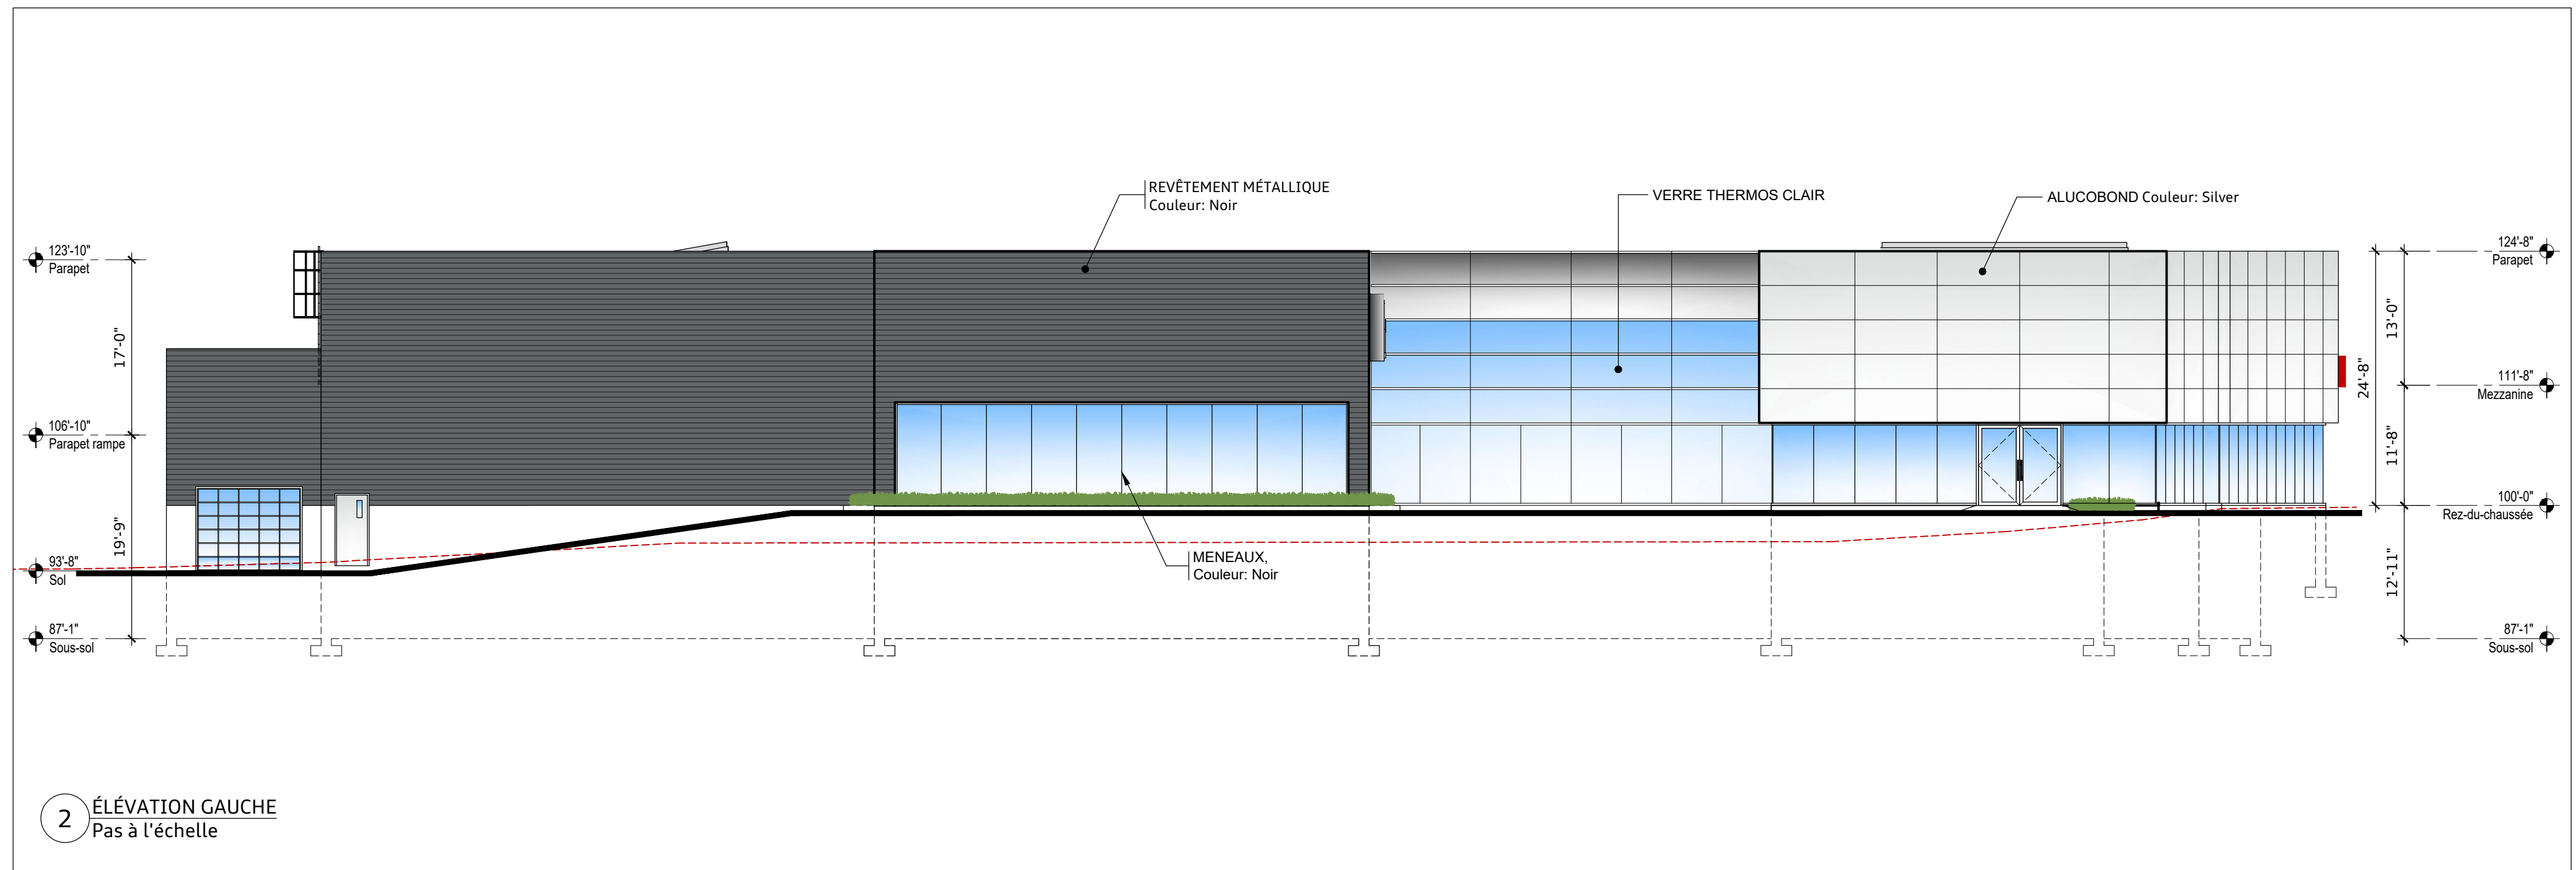 REVÊTEMENT MÉTALLIQUE
Couleur: Noir
VERRE THERMOS CLAIR
ALUCOBOND Couleur: Silver
123'-10"
Parapet
17'-0"
106'-10"
Parapet rampe
19'-9"
93'-8"
Sol
87'-1"
Sous-sol
MENEAUX,
Couleur: Noir
124'-8"
Parapet
13'-0"
24'-8"
111'-8"
Mezzanine
11'-8"
100'-0"
Rez-du-chaussée
12'-11"
87'-1"
Sous-sol
2
ÉLÉVATION GAUCHE
Pas à l'échelle